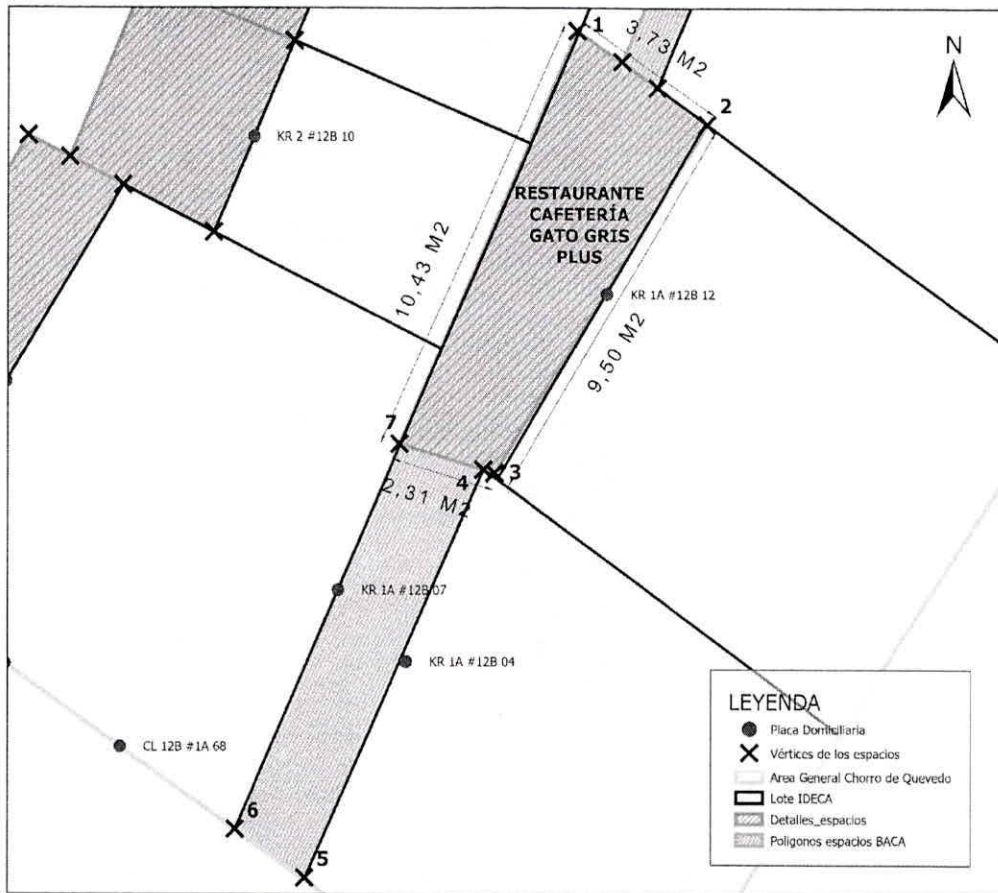 1
3,73 M2
N
2
KR 2 #12B 10
RESTAURANTE
CAFETERÍA
GATO GRIS
PLUS
10,43 M2
KR 1A #12B 12
9,50 M2
7
4
3
2,31 M2
KR 1A #12B 07
KR 1A #12B 04
CL 12B #1A 68
6
5
LEYENDA
Placa Domiciliaria
Vértices de los espacios
Area General Chorro de Quevedo
Lote IDECA
Detalles_espacios
Poligonos espacios BACA